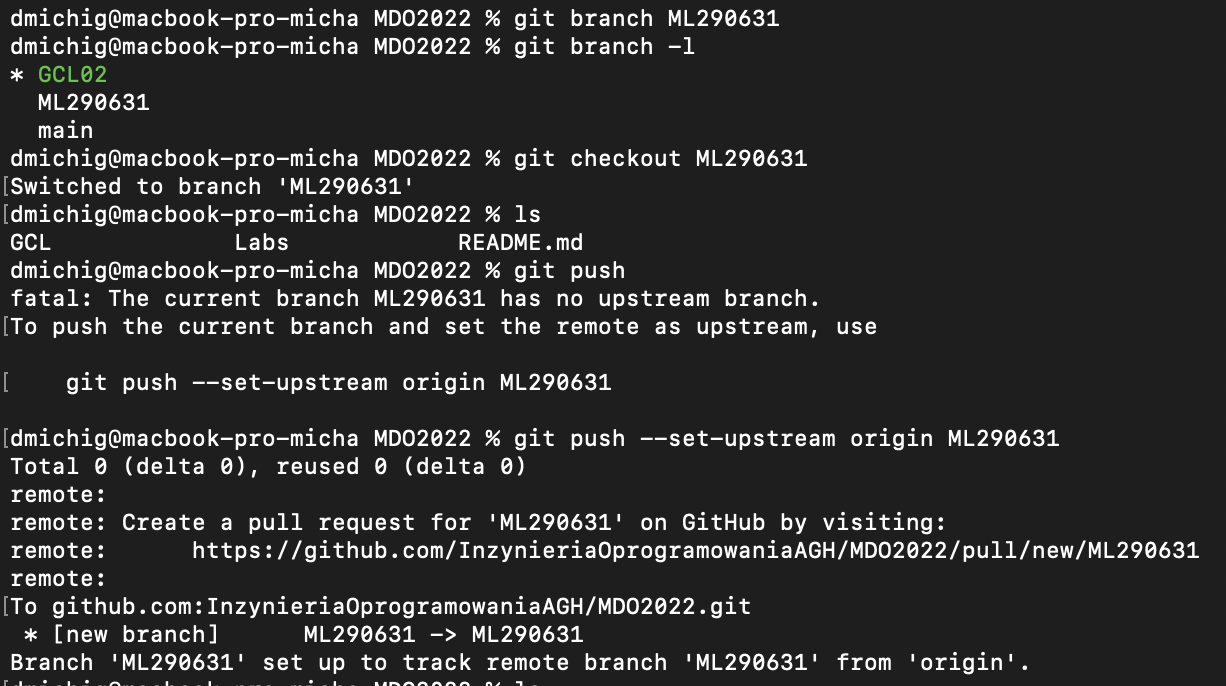 dmichig@macbook-pro-micha MDO2022 % git branch ML290631
dmichig@macbook-pro-micha MDO2022 % git branch -l
* GCL02
  ML290631
  main
dmichig@macbook-pro-micha MDO2022 % git checkout ML290631
[Switched to branch 'ML290631'
[dmichig@macbook-pro-micha MDO2022 % ls
GCL             Labs            README.md
dmichig@macbook-pro-micha MDO2022 % git push
fatal: The current branch ML290631 has no upstream branch.
[To push the current branch and set the remote as upstream, use
[    git push --set-upstream origin ML290631
[dmichig@macbook-pro-micha MDO2022 % git push --set-upstream origin ML290631
Total 0 (delta 0), reused 0 (delta 0)
remote:
remote: Create a pull request for 'ML290631' on GitHub by visiting:
remote:      https://github.com/InzynieriaOprogramowaniaAGH/MDO2022/pull/new/ML290631
remote:
[To github.com:InzynieriaOprogramowaniaAGH/MDO2022.git
 * [new branch]      ML290631 -> ML290631
Branch 'ML290631' set up to track remote branch 'ML290631' from 'origin'.
[dmichig@macbook-pro-micha MDO2022 % ls